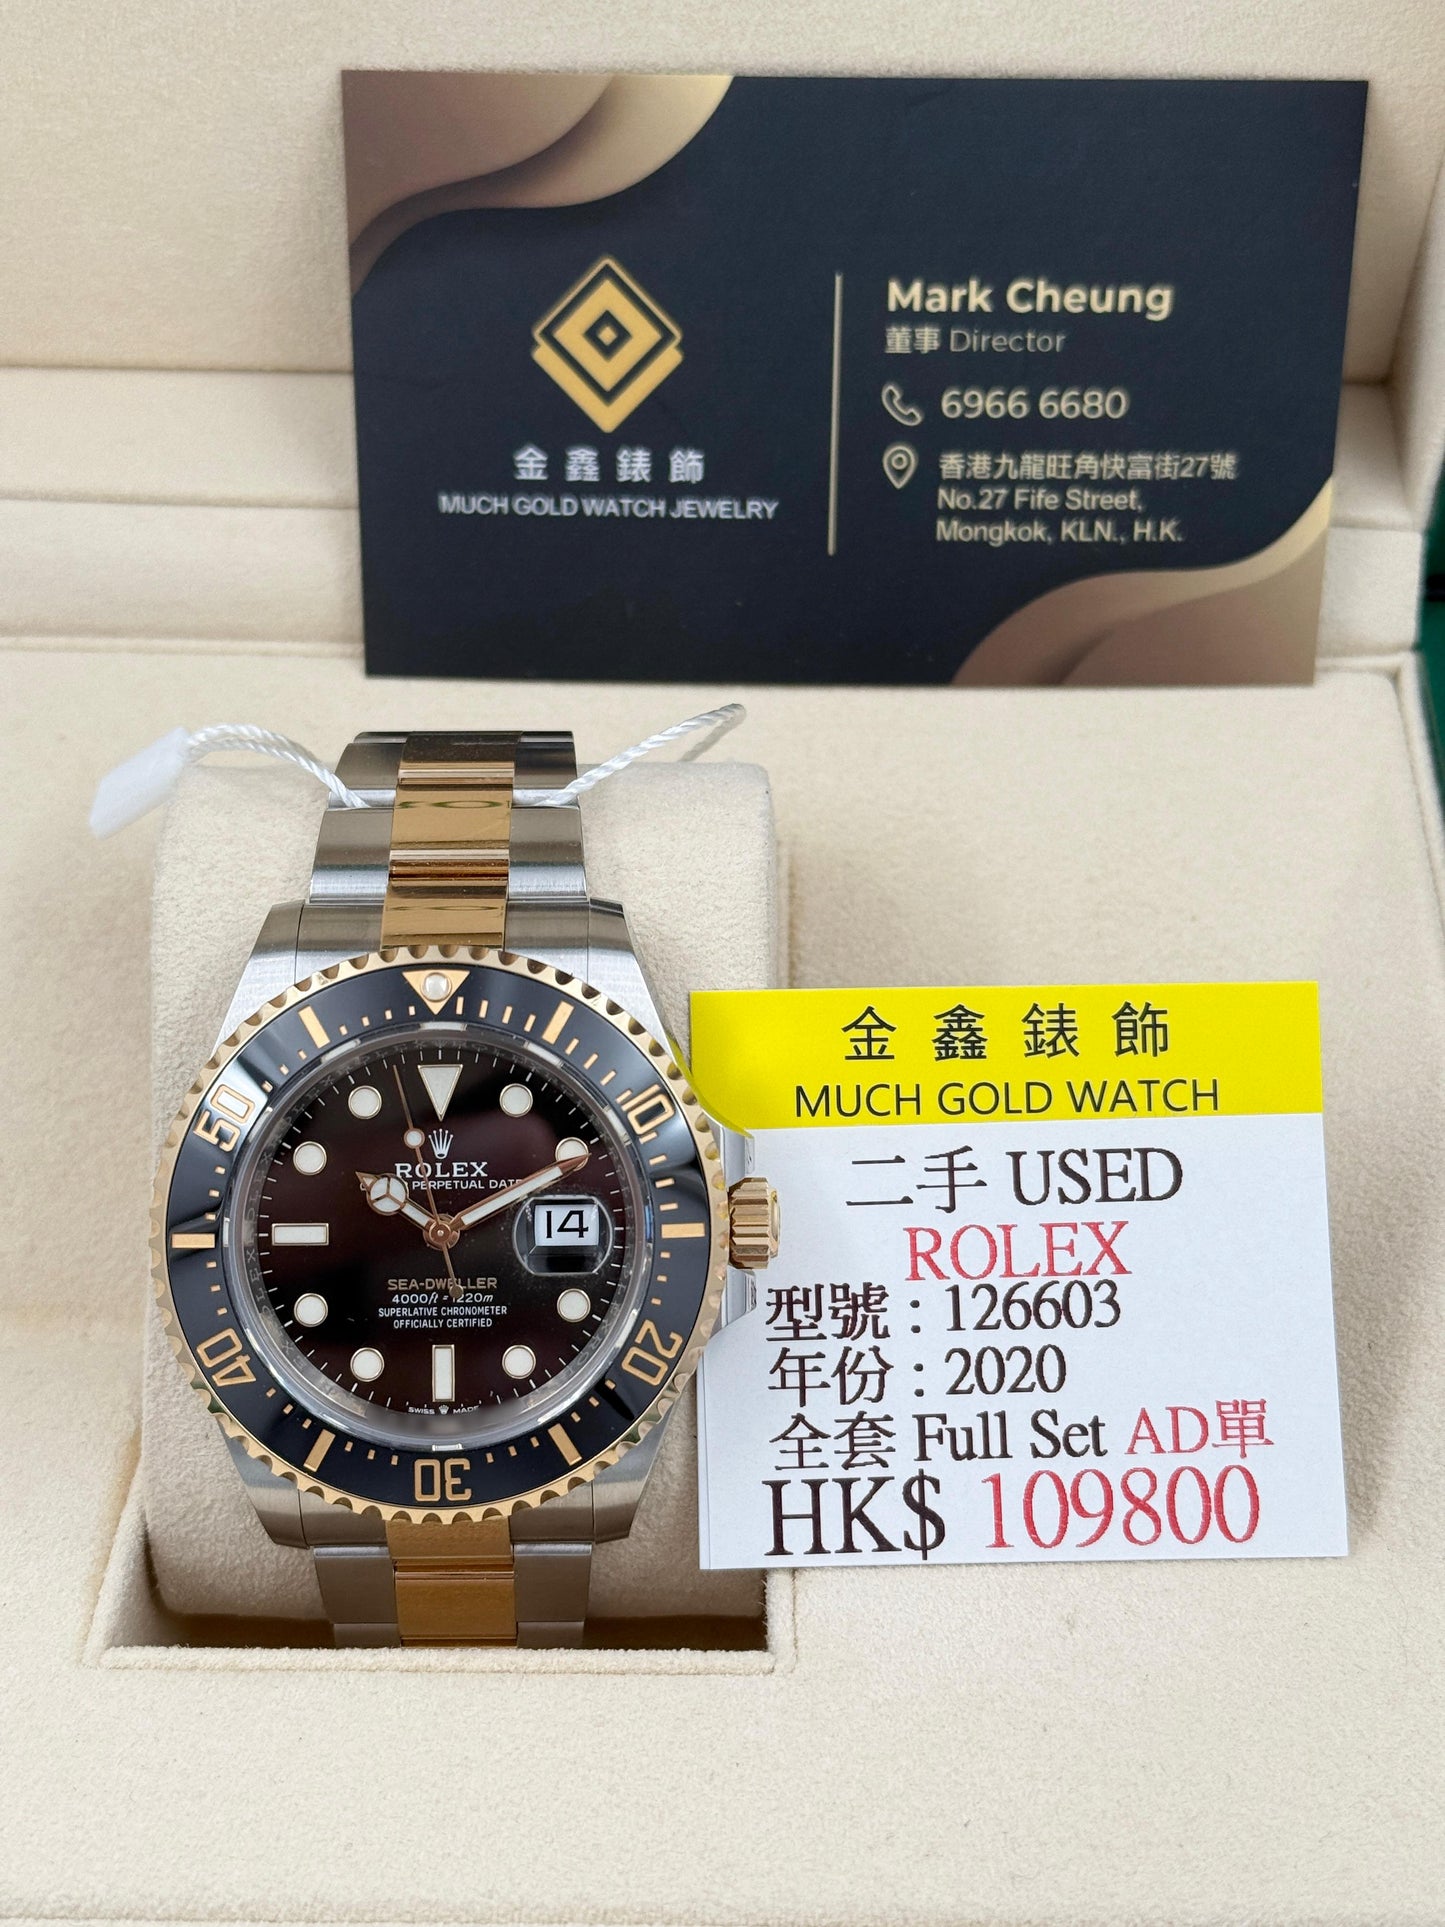 Mark Cheung
董事 Director
6966 6680
香港九龍旺角快富街27號
No.27 Fife Street,
Mongkok, KLN., H.K.
金鑫錶飾
MUCH GOLD WATCH JEWELRY
10
20
30
40
50
ROLEX
PERPETUAL DATE
14
SEA-DWELLER
4000ft = 1220m
SUPERLATIVE CHRONOMETER
OFFICIALLY CERTIFIED
SWISS MADE
金鑫錶飾
MUCH GOLD WATCH
二手 USED
ROLEX
型號 : 126603
年份 : 2020
全套 Full Set AD單
HK$ 109800